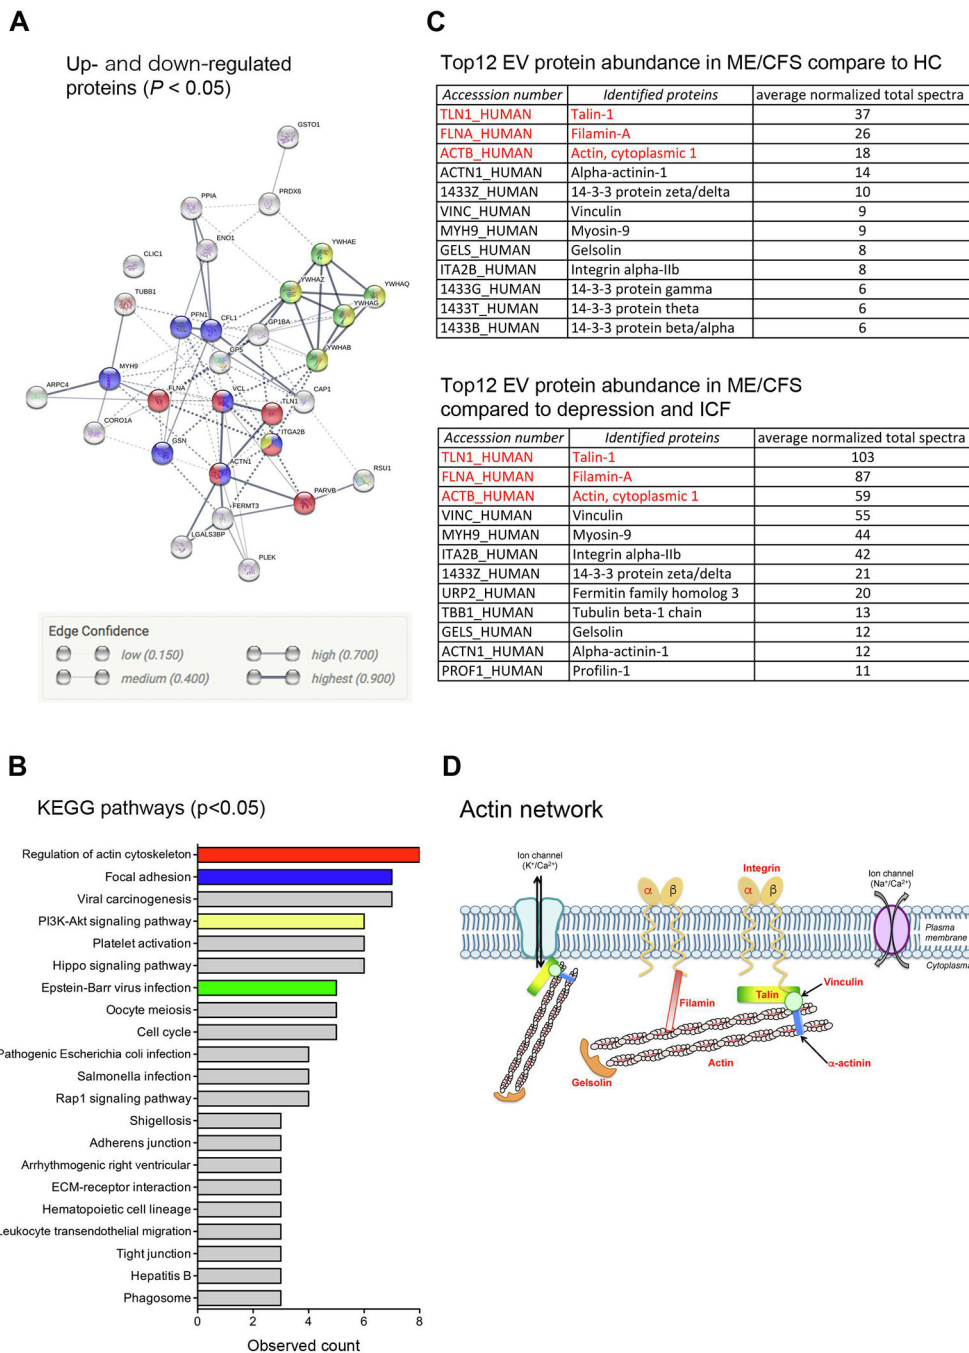 A
Up- and down-regulated
proteins (P < 0.05)
GSTO1
PRDX6
PPIA
ENO1
YWHAE
CLIC1
YWHAZ
YWHAQ
TUBB1
YWHAG
PFN1
CFL1
GP1BA
YWHAB
GP5
MYH9
ARPC4
FLNA
VCL
CAP1
TLN1
CORO1A
ITGA2B
GSN
ACTN1
RSU1
PARVB
FERMT3
LGALS3BP
PLEK
Edge Confidence
low (0.150)
high (0.700)
medium (0.400)
highest (0.900)
B
KEGG pathways (p<0.05)
Regulation of actin cytoskeleton
Focal adhesion
Viral carcinogenesis
PI3K-Akt signaling pathway
Platelet activation
Hippo signaling pathway
Epstein-Barr virus infection
Oocyte meiosis
Cell cycle
Pathogenic Escherichia coli infection
Salmonella infection
Rap1 signaling pathway
Shigellosis
Adherens junction
Arrhythmogenic right ventricular
ECM-receptor interaction
Hematopoietic cell lineage
Leukocyte transendothelial migration
Tight junction
Hepatitis B
Phagosome
0 2 4 6 8
Observed count
C
Top12 EV protein abundance in ME/CFS compare to HC
Accesssion number Identified proteins average normalized total spectra
TLN1_HUMAN Talin-1 37
FLNA_HUMAN Filamin-A 26
ACTB_HUMAN Actin, cytoplasmic 1 18
ACTN1_HUMAN Alpha-actinin-1 14
1433Z_HUMAN 14-3-3 protein zeta/delta 10
VINC_HUMAN Vinculin 9
MYH9_HUMAN Myosin-9 9
GELS_HUMAN Gelsolin 8
ITA2B_HUMAN Integrin alpha-IIb 8
1433G_HUMAN 14-3-3 protein gamma 6
1433T_HUMAN 14-3-3 protein theta 6
1433B_HUMAN 14-3-3 protein beta/alpha 6
Top12 EV protein abundance in ME/CFS
compared to depression and ICF
Accesssion number Identified proteins average normalized total spectra
TLN1_HUMAN Talin-1 103
FLNA_HUMAN Filamin-A 87
ACTB_HUMAN Actin, cytoplasmic 1 59
VINC_HUMAN Vinculin 55
MYH9_HUMAN Myosin-9 44
ITA2B_HUMAN Integrin alpha-IIb 42
1433Z_HUMAN 14-3-3 protein zeta/delta 21
URP2_HUMAN Fermitin family homolog 3 20
TBB1_HUMAN Tubulin beta-1 chain 13
GELS_HUMAN Gelsolin 12
ACTN1_HUMAN Alpha-actinin-1 12
PROF1_HUMAN Profilin-1 11
D
Actin network
Ion channel
(K⁺/Ca²⁺)
Integrin
α β
α β
Ion channel
(Na⁺/Ca²⁺)
Plasma
membrane
Cytoplasma
Filamin
Talin
Vinculin
Actin
α-actinin
Gelsolin